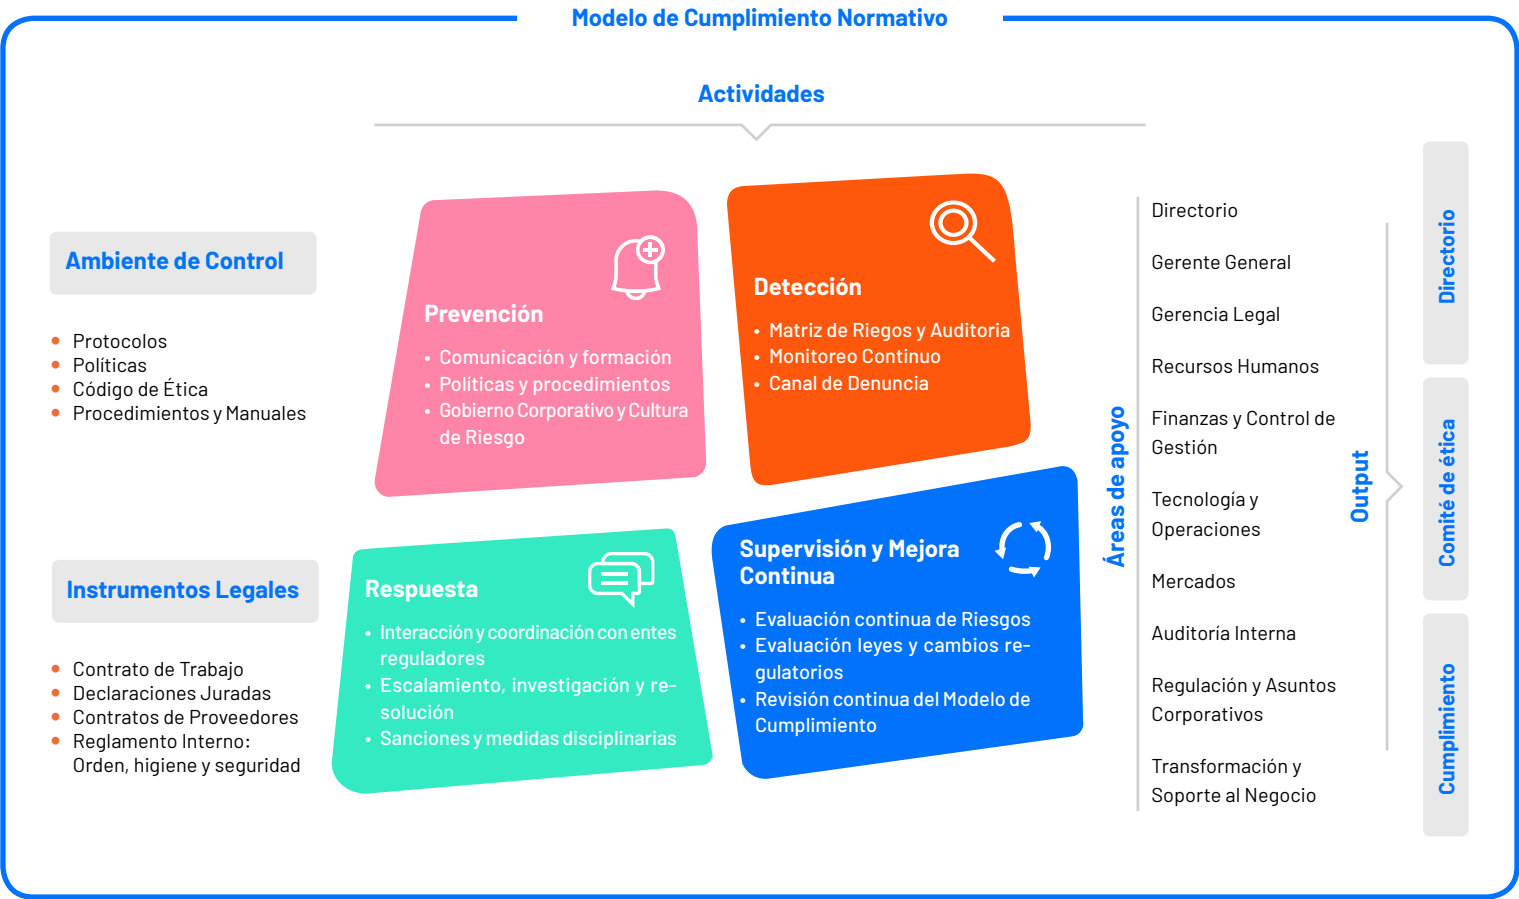 Modelo de Cumplimiento Normativo
Actividades
Ambiente de Control
• Protocolos
• Políticas
• Código de Ética
• Procedimientos y Manuales
Instrumentos Legales
• Contrato de Trabajo
• Declaraciones Juradas
• Contratos de Proveedores
• Reglamento Interno:
Orden, higiene y seguridad
Prevención
• Comunicación y formación
• Políticas y procedimientos
• Gobierno Corporativo y Cultura
de Riesgo
Detección
• Matriz de Riegos y Auditoria
• Monitoreo Continuo
• Canal de Denuncia
Respuesta
• Interacción y coordinación con entes
reguladores
• Escalamiento, investigación y re-
solución
• Sanciones y medidas disciplinarias
Supervisión y Mejora
Continua
• Evaluación continua de Riesgos
• Evaluación leyes y cambios re-
gulatorios
• Revisión continua del Modelo de
Cumplimiento
Áreas de apoyo
Directorio
Gerente General
Gerencia Legal
Recursos Humanos
Finanzas y Control de
Gestión
Tecnología y
Operaciones
Mercados
Auditoría Interna
Regulación y Asuntos
Corporativos
Transformación y
Soporte al Negocio
Output
Directorio
Comité de ética
Cumplimiento